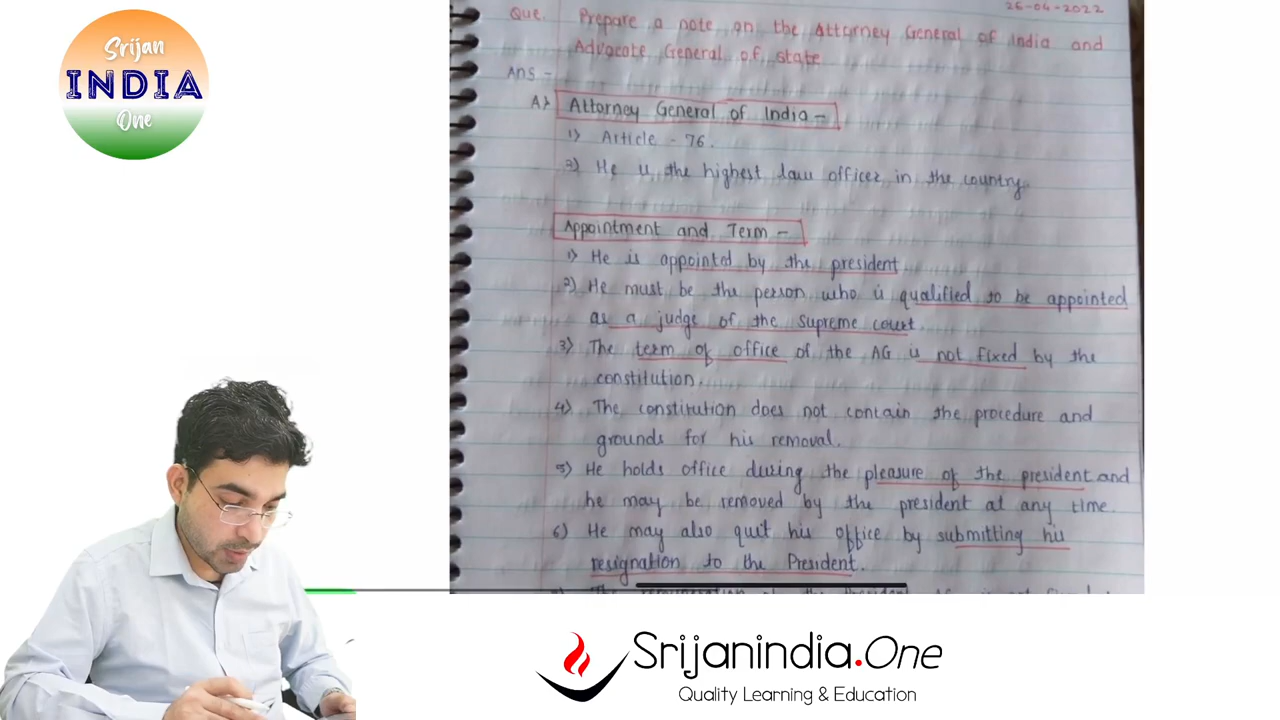 Srijan
INDIA
One
26-04-2022
Que. Prepare a note on the Attorney General of India and
Advocate General of state
Ans -
A) Attorney General of India -
1) Article - 76.
2) He is the highest law officer in the country.
Appointment and Term -
1) He is appointed by the president
2) He must be the person who is qualified to be appointed
as a judge of the supreme court.
3) The term of office of the AG is not fixed by the
constitution.
4) The constitution does not contain the procedure and
grounds for his removal.
5) He holds office during the pleasure of the president and
he may be removed by the president at any time.
6) He may also quit his office by submitting his
resignation to the President.
Srijanindia.One
Quality Learning & Education